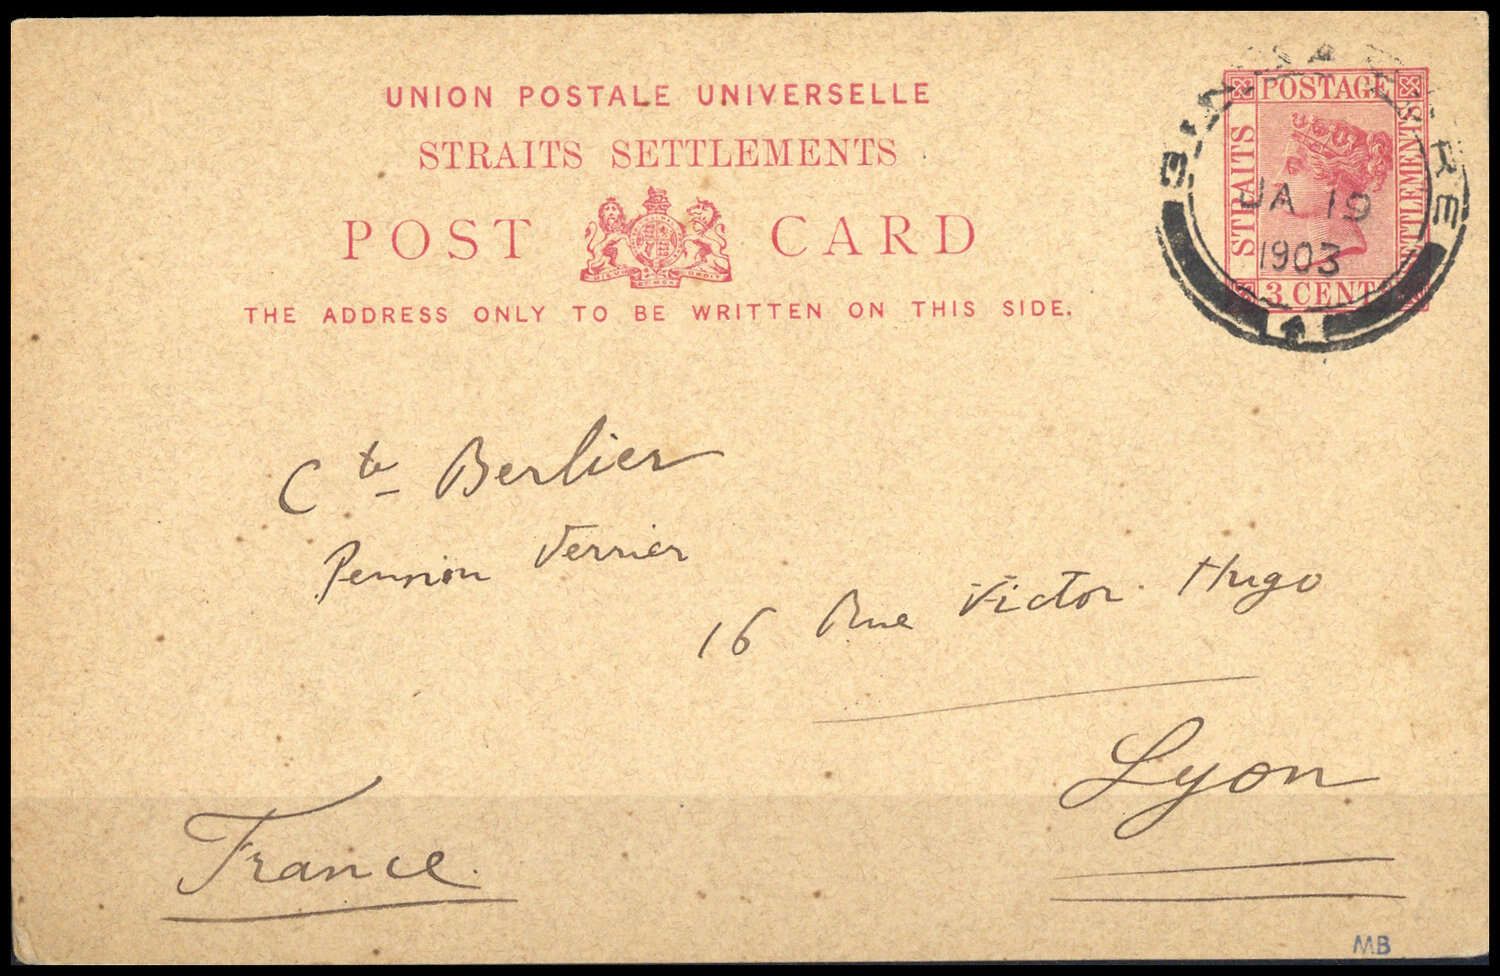 UNION POSTALE UNIVERSELLE
STRAITS SETTLEMENTS
POST CARD
THE ADDRESS ONLY TO BE WRITTEN ON THIS SIDE.
POSTAGE
STRAITS
SETTLEMENTS
3 CENTS
JA 19
1903
Cte Berlier
Pension Verrier
16 Rue Victor Hugo
Lyon
France.
MB